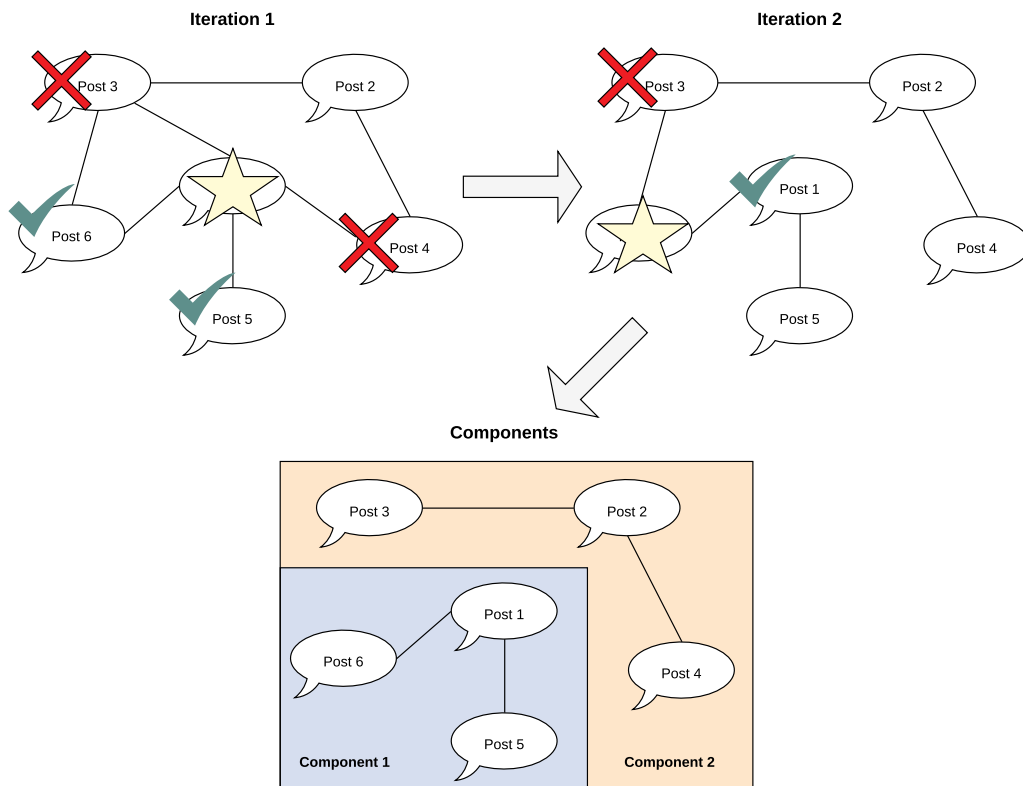 Iteration 1
Iteration 2
Post 3
Post 2
Post 6
Post 4
Post 5
Post 3
Post 2
Post 1
Post 4
Post 5
Components
Post 3
Post 2
Post 1
Post 6
Post 4
Post 5
Component 1
Component 2